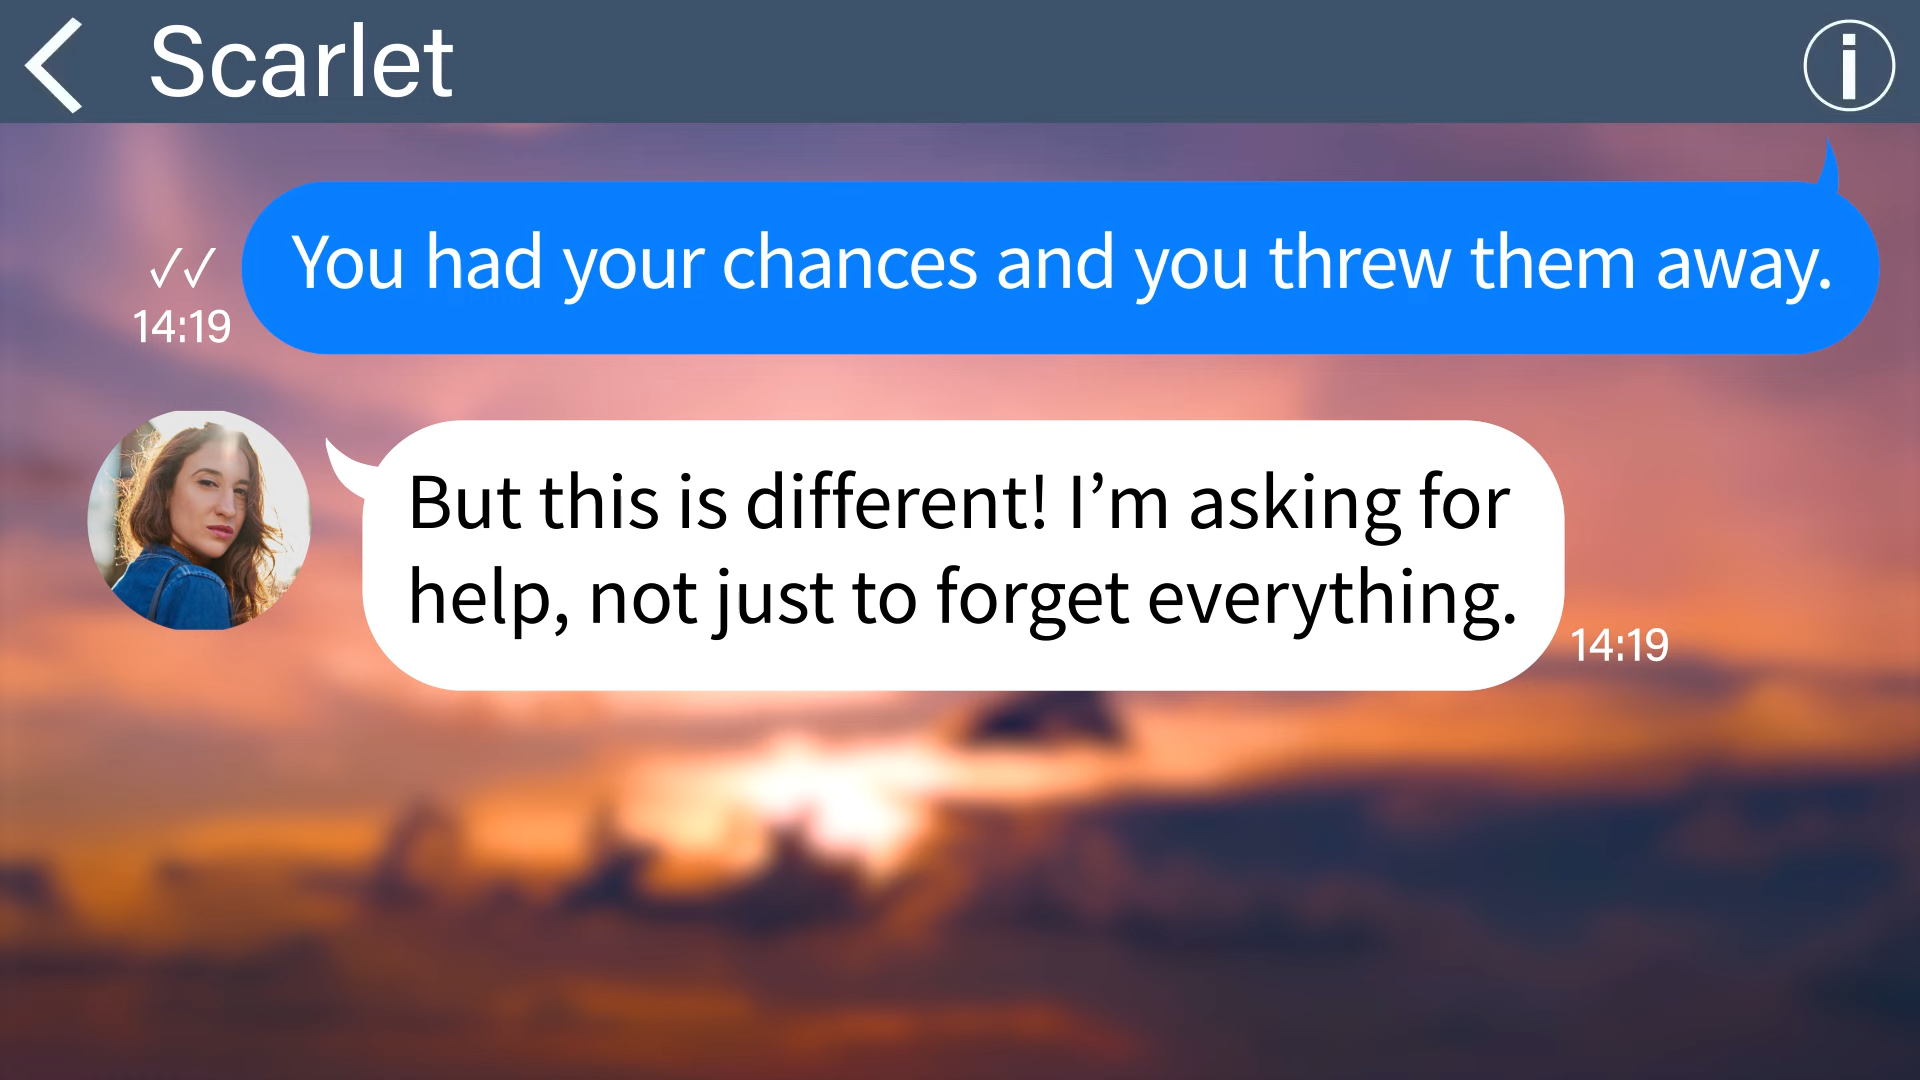 Scarlet
You had your chances and you threw them away.
14:19
But this is different! I’m asking for
help, not just to forget everything.
14:19